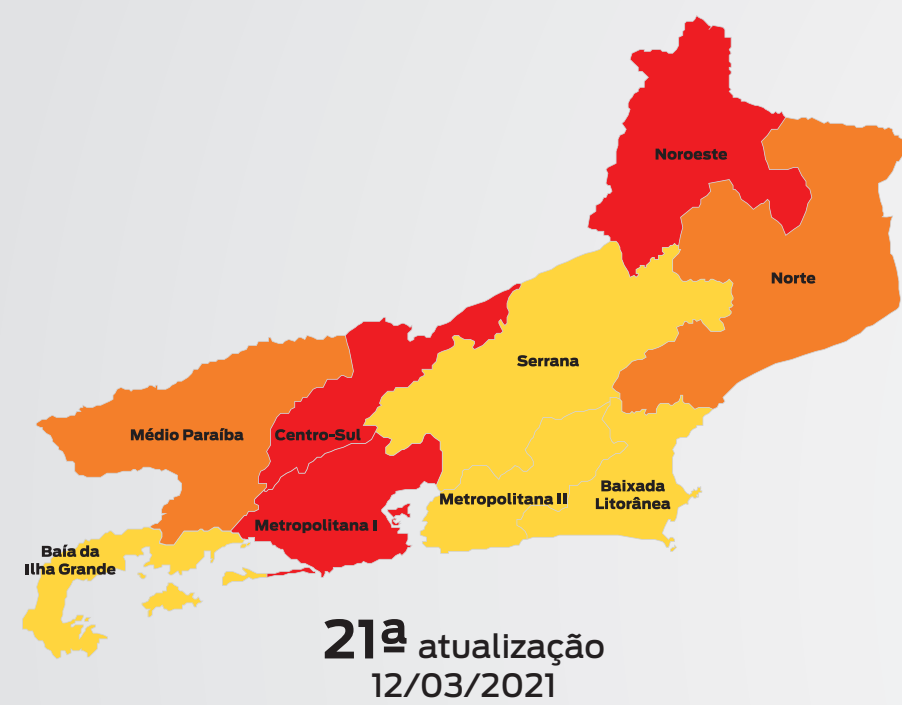 Noroeste
Norte
Serrana
Médio Paraíba
Centro-Sul
Metropolitana I
Metropolitana II
Baixada
Litorânea
Baía da
Ilha Grande
21ª atualização
12/03/2021